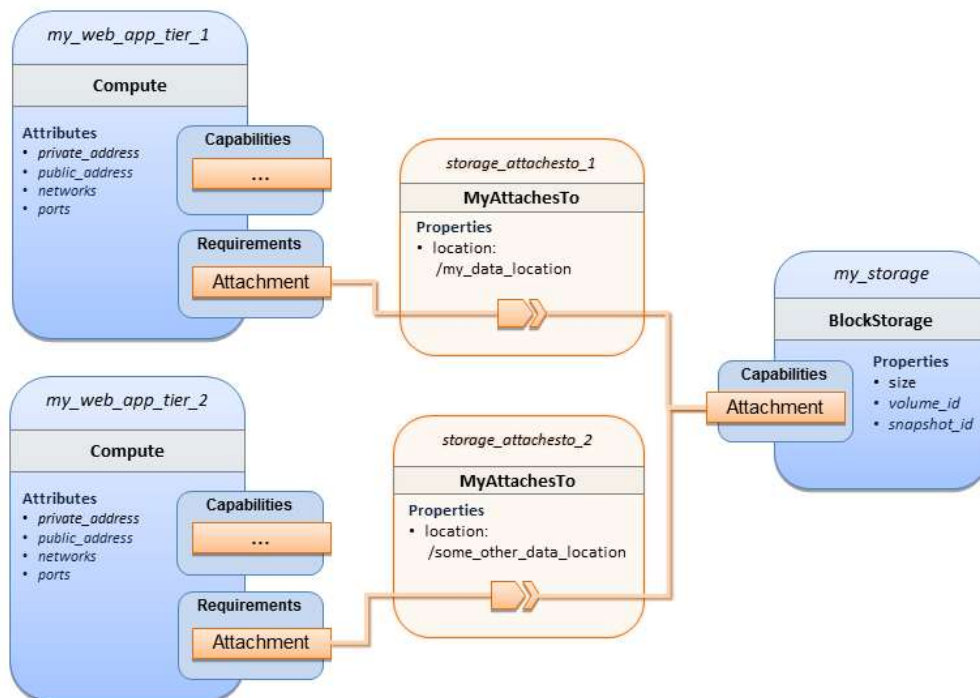 my_web_app_tier_1
Compute
Attributes
• private_address
• public_address
• networks
• ports
Capabilities
...
Requirements
Attachment
storage_attachesto_1
MyAttachesTo
Properties
• location:
/my_data_location
my_storage
BlockStorage
Properties
• size
• volume_id
• snapshot_id
Capabilities
Attachment
my_web_app_tier_2
Compute
Attributes
• private_address
• public_address
• networks
• ports
Capabilities
...
Requirements
Attachment
storage_attachesto_2
MyAttachesTo
Properties
• location:
/some_other_data_location